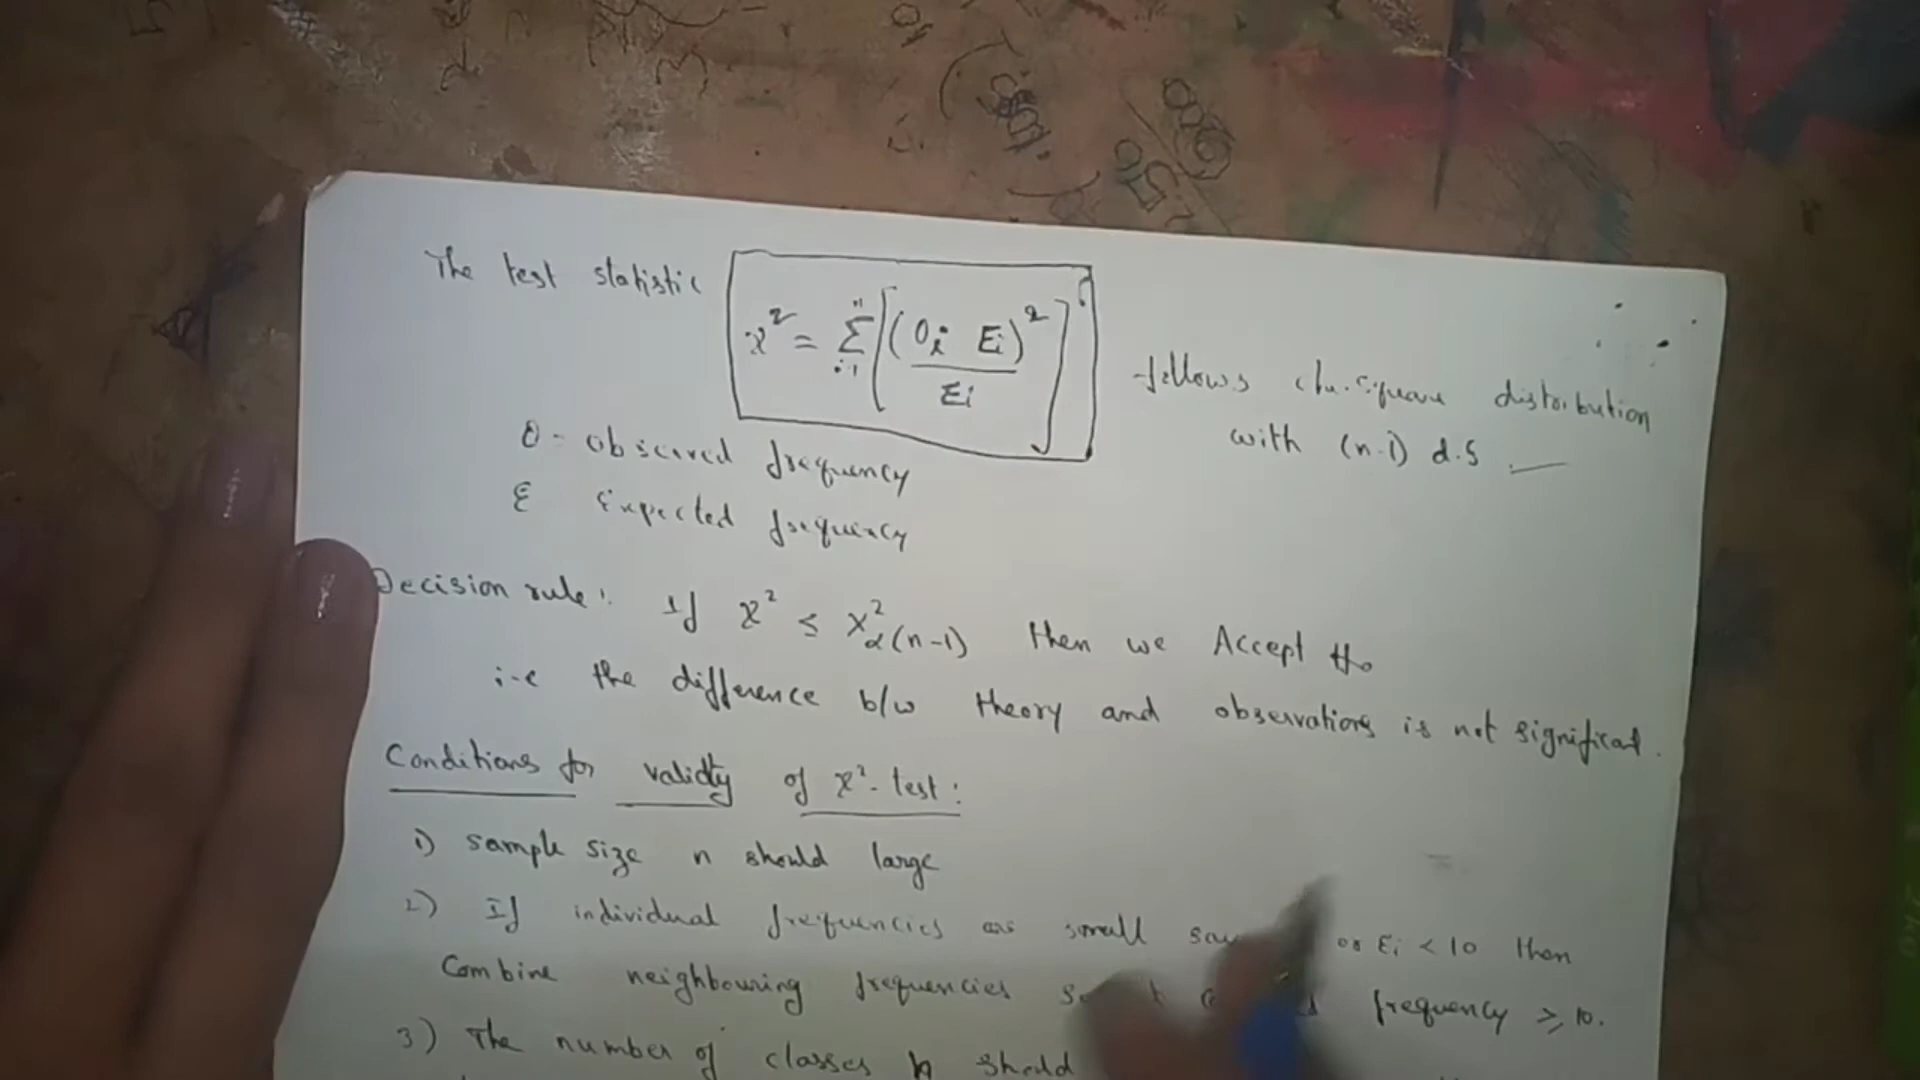 The test statistic χ² = Σ i=1 n [ (Oi Ei)² / Ei ] follows chi-square distribution
with (n-1) d.f
O - observed frequency
E Expected frequency
Decision rule: If χ² ≤ χ²α(n-1) then we Accept Ho
i.e the difference b/w theory and observations is not significant.
Conditions for validity of χ²-test:
1) sample size n should large
2) If individual frequencies are small say or Ei < 10 then
Combine neighbouring frequencies frequency ≥ 10.
3) The number of classes n should